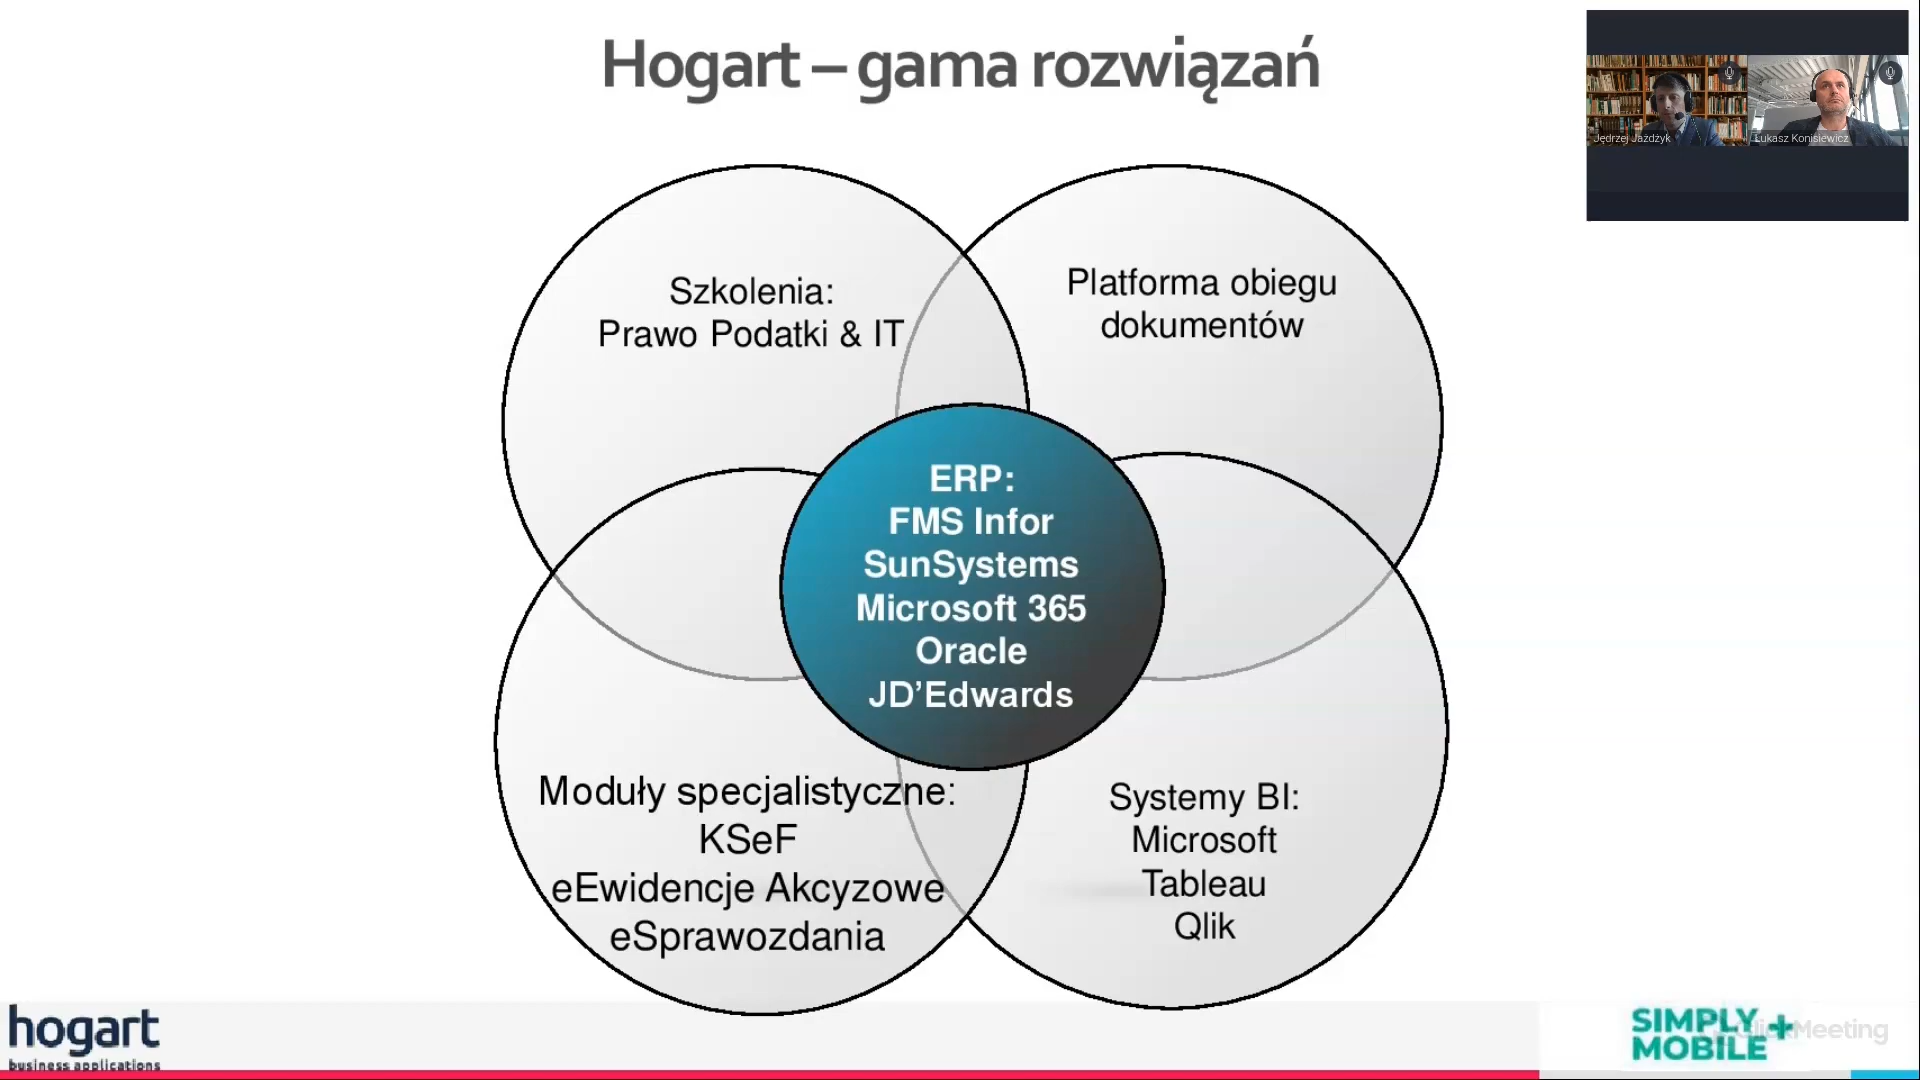 Hogart – gama rozwiązań
Jędrzej Jażdżyk
Łukasz Konisiewicz
Szkolenia:
Prawo Podatki & IT
Platforma obiegu
dokumentów
ERP:
FMS Infor
SunSystems
Microsoft 365
Oracle
JD’Edwards
Moduły specjalistyczne:
KSeF
eEwidencje Akcyzowe
eSprawozdania
Systemy BI:
Microsoft
Tableau
Qlik
hogart
business applications
SIMPLY +
MOBILE
ClickMeeting